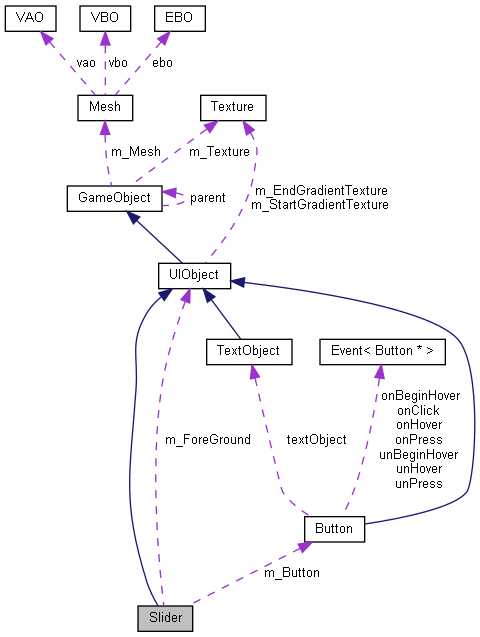 VAO
VBO
EBO
vao
vbo
ebo
Mesh
Texture
m_Mesh
m_Texture
GameObject
parent
m_EndGradientTexture
m_StartGradientTexture
UIObject
TextObject
Event< Button * >
m_ForeGround
textObject
onBeginHover
onClick
onHover
onPress
unBeginHover
unHover
unPress
Button
m_Button
Slider